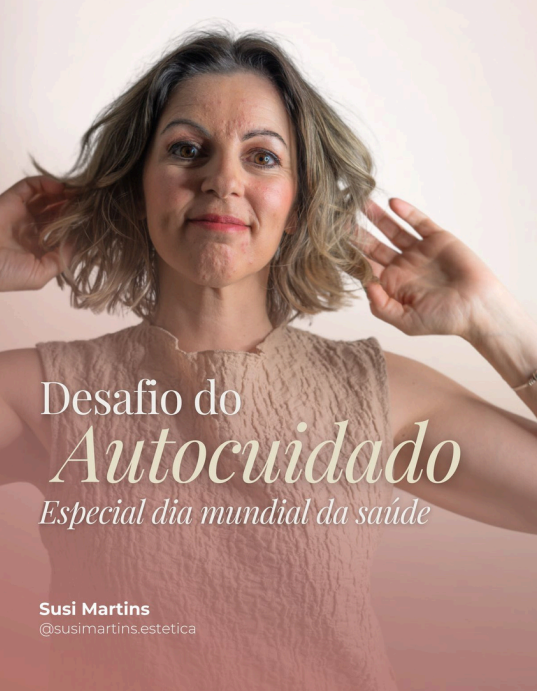 Desafio do
Autocuidado
Especial dia mundial da saúde
Susi Martins
@susimartins.estetica